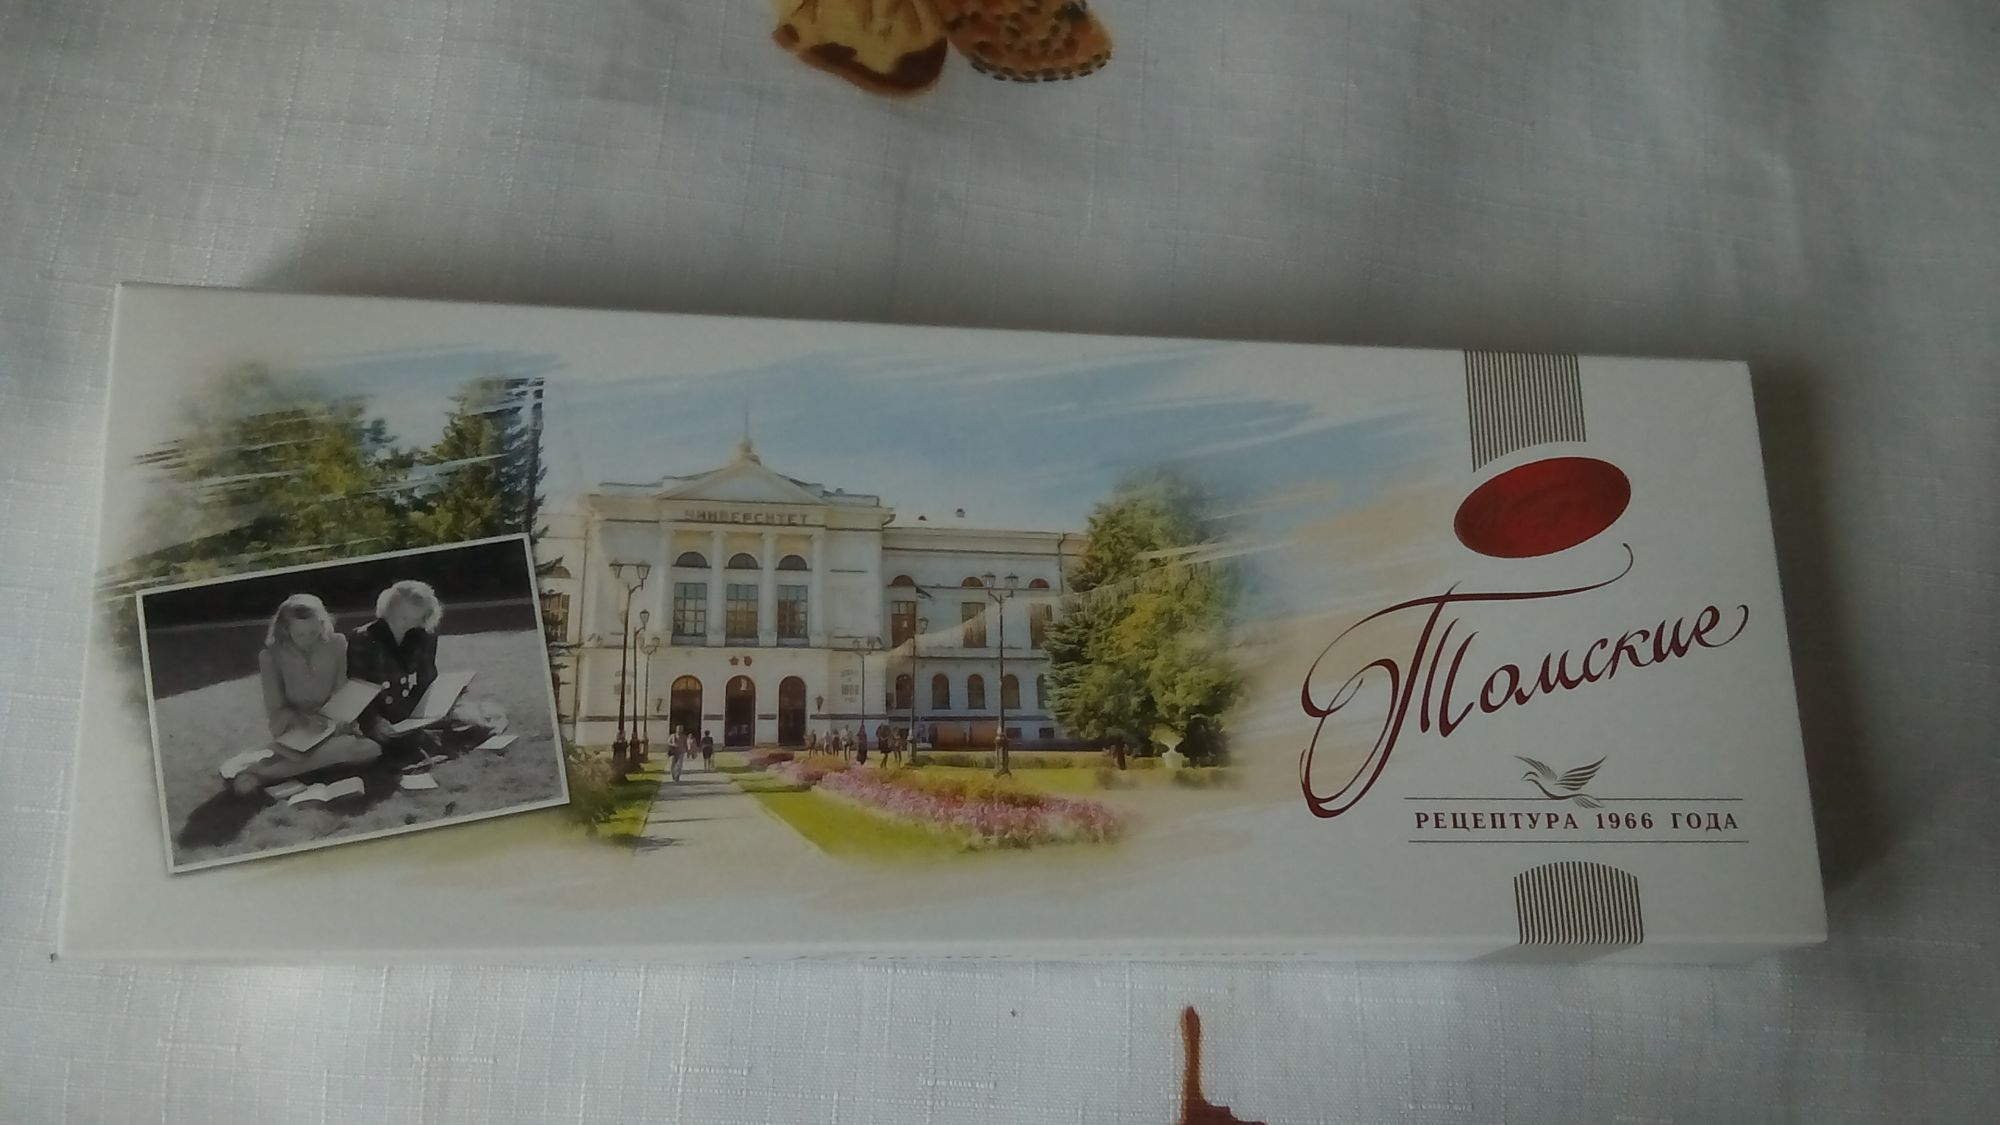 УНИВЕРСИТЕТ
Томские
РЕЦЕПТУРА 1966 ГОДА